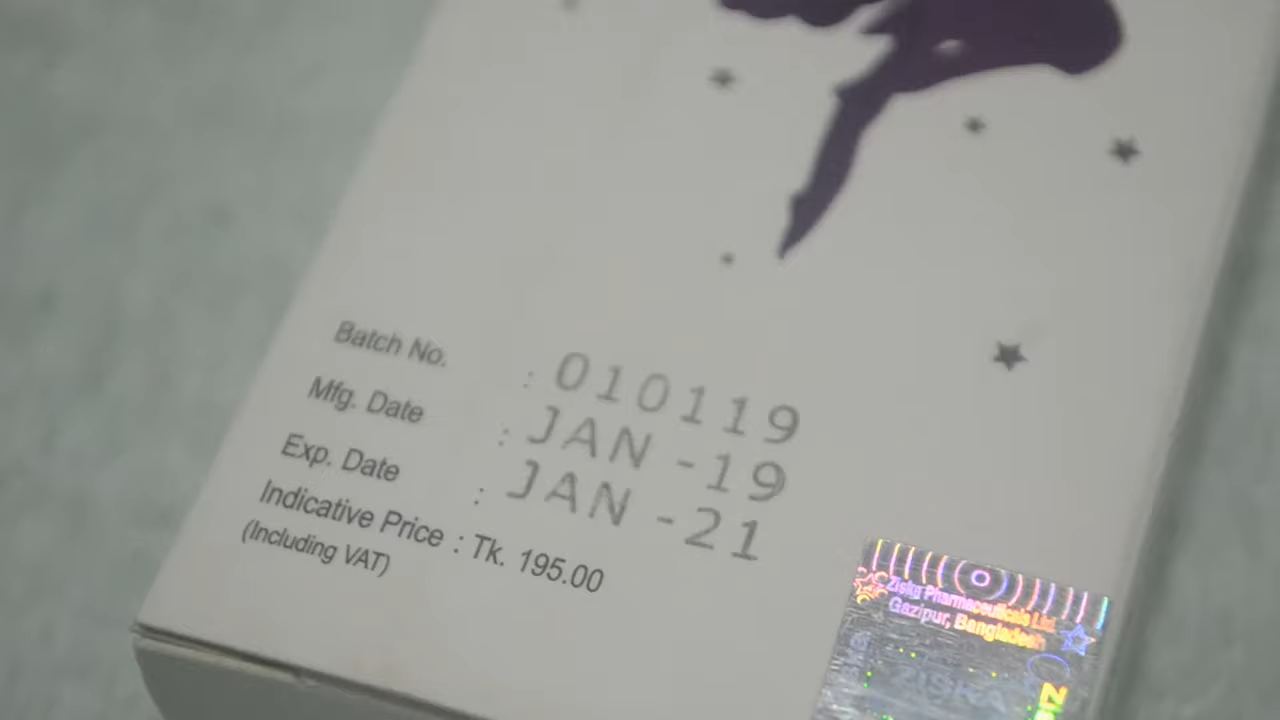 Batch No. : 010119
Mfg. Date : JAN -19
Exp. Date : JAN -21
Indicative Price : Tk. 195.00
(Including VAT)
Ziska Pharmaceuticals Ltd.
Gazipur, Bangladesh
ZISKA